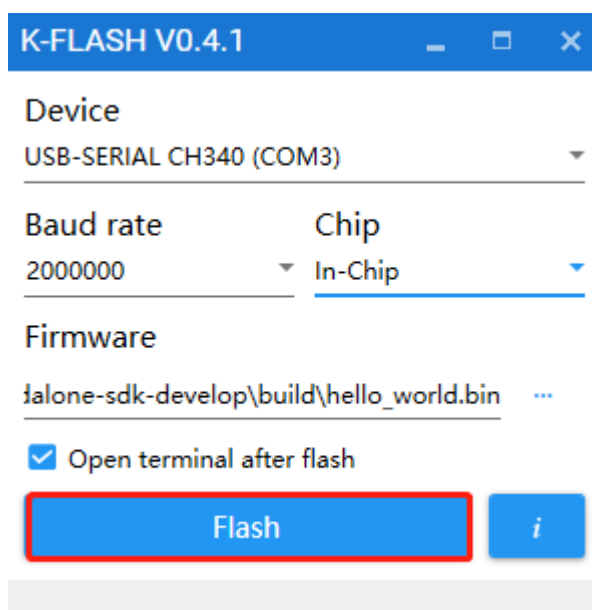 K-FLASH V0.4.1
Device
USB-SERIAL CH340 (COM3)
Baud rate Chip
2000000 In-Chip
Firmware
dalone-sdk-develop\build\hello_world.bin ...
Open terminal after flash
Flash i